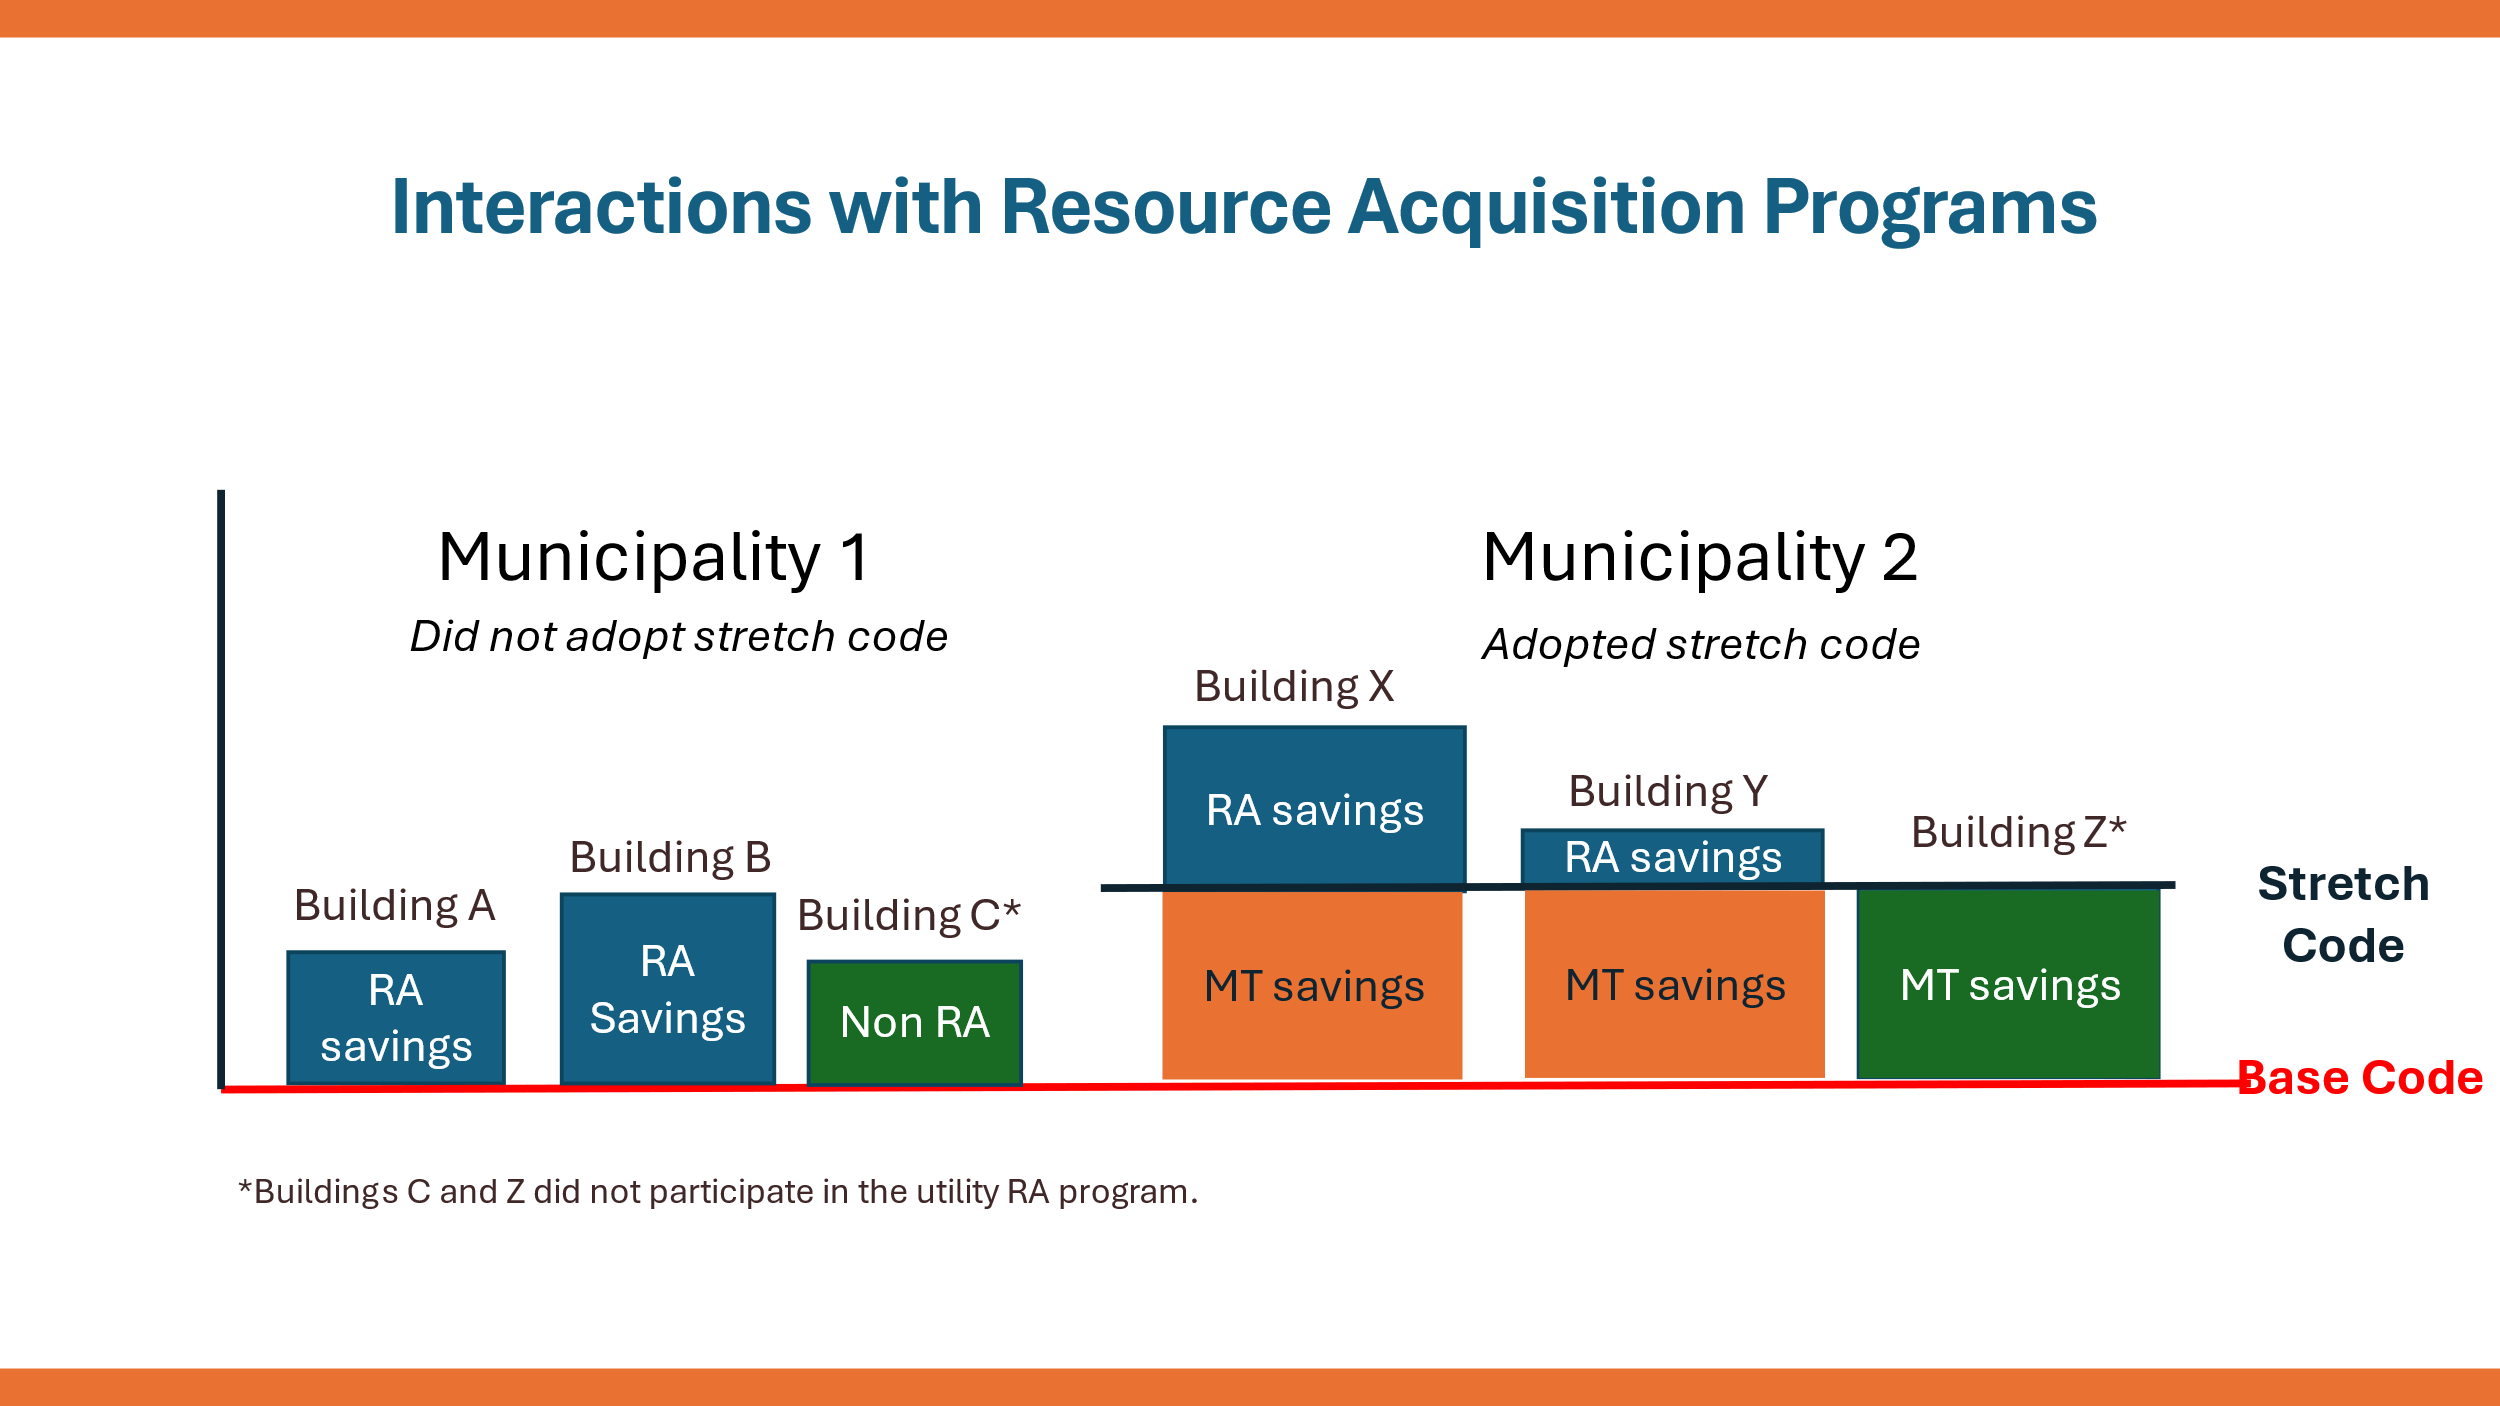 Interactions with Resource Acquisition Programs
Municipality 1
Did not adopt stretch code
Municipality 2
Adopted stretch code
Building A
RA
savings
Building B
RA
Savings
Building C*
Non RA
Building X
RA savings
MT savings
Building Y
RA savings
MT savings
Building Z*
MT savings
Stretch
Code
Base Code
*Buildings C and Z did not participate in the utility RA program.